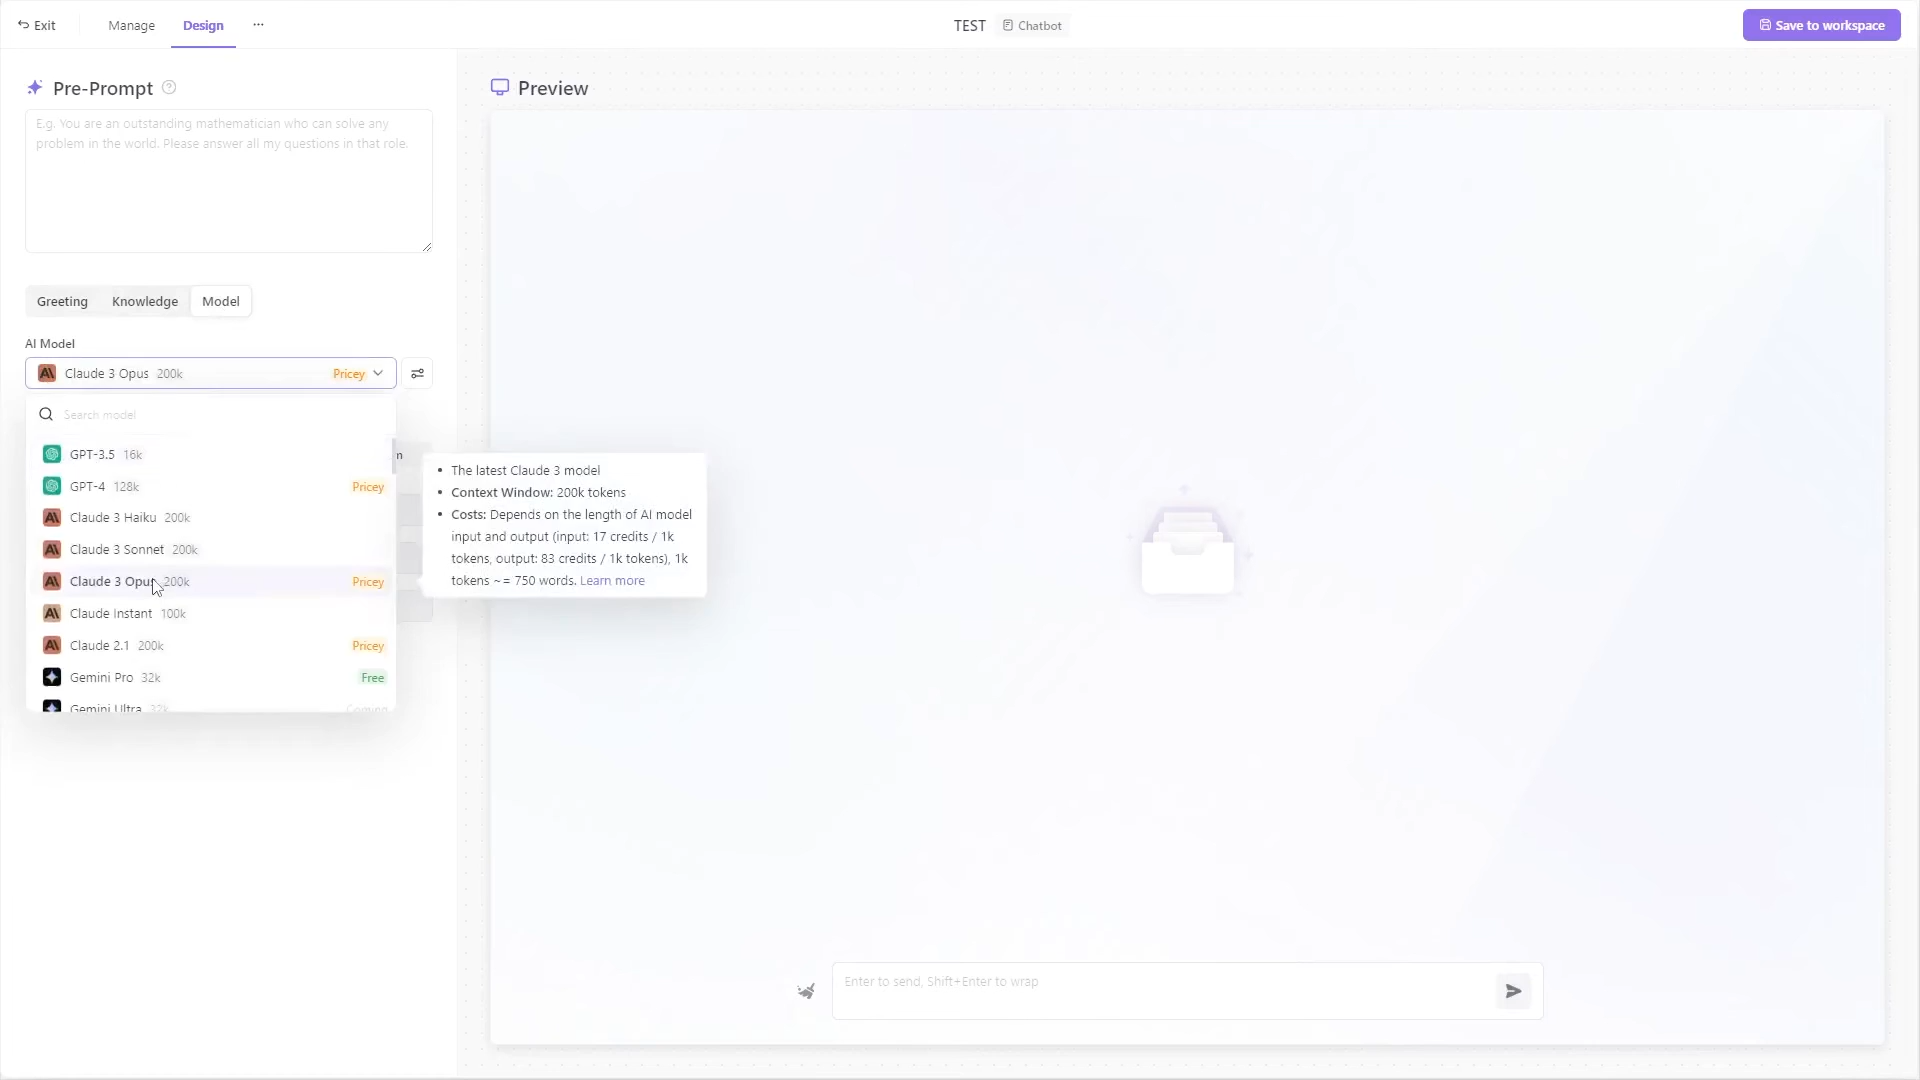 Exit
Manage
Design
TEST
Chatbot
Save to workspace
Pre-Prompt
E.g. You are an outstanding mathematician who can solve any
problem in the world. Please answer all my questions in that role.
Greeting
Knowledge
Model
AI Model
Claude 3 Opus 200k Pricey
Search model
GPT-3.5 16k
GPT-4 128k Pricey
Claude 3 Haiku 200k
Claude 3 Sonnet 200k
Claude 3 Opus 200k Pricey
Claude Instant 100k
Claude 2.1 200k Pricey
Gemini Pro 32k Free
Gemini Ultra 32k Coming
n
• The latest Claude 3 model
• Context Window: 200k tokens
• Costs: Depends on the length of AI model
input and output (input: 17 credits / 1k
tokens, output: 83 credits / 1k tokens), 1k
tokens ~= 750 words. Learn more
Preview
Enter to send, Shift+Enter to wrap